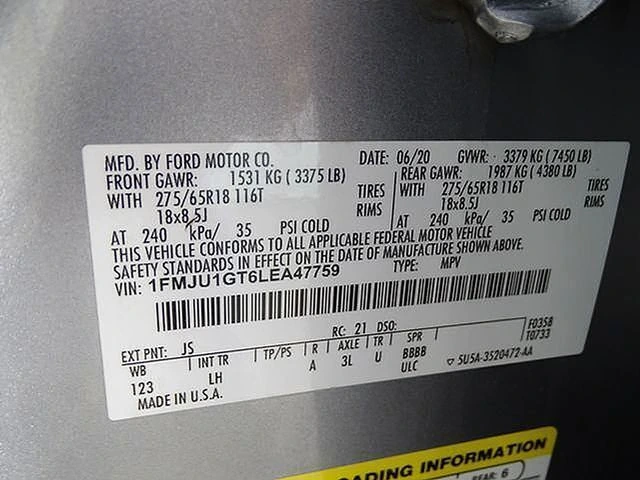 MFD. BY FORD MOTOR CO. DATE: 06/20 GVWR: 3379 KG (7450 LB)
FRONT GAWR: 1531 KG (3375 LB) REAR GAWR: 1987 KG (4380 LB)
WITH 275/65R18 116T TIRES WITH 275/65R18 116T TIRES
18x8.5J RIMS 18x8.5J RIMS
AT 240 kPa/ 35 PSI COLD AT 240 kPa/ 35 PSI COLD
THIS VEHICLE CONFORMS TO ALL APPLICABLE FEDERAL MOTOR VEHICLE
SAFETY STANDARDS IN EFFECT ON THE DATE OF MANUFACTURE SHOWN ABOVE.
VIN: 1FMJU1GT6LEA47759 TYPE: MPV
F0358
EXT PNT: JS RC: 21 DSO: T0733
WB INT TR TP/PS R AXLE TR SPR
123 LH A 3L U BBBB
ULC ▽ 5U5A-3520472-AA
MADE IN U.S.A.
ADING INFORMATION
REAR: 6